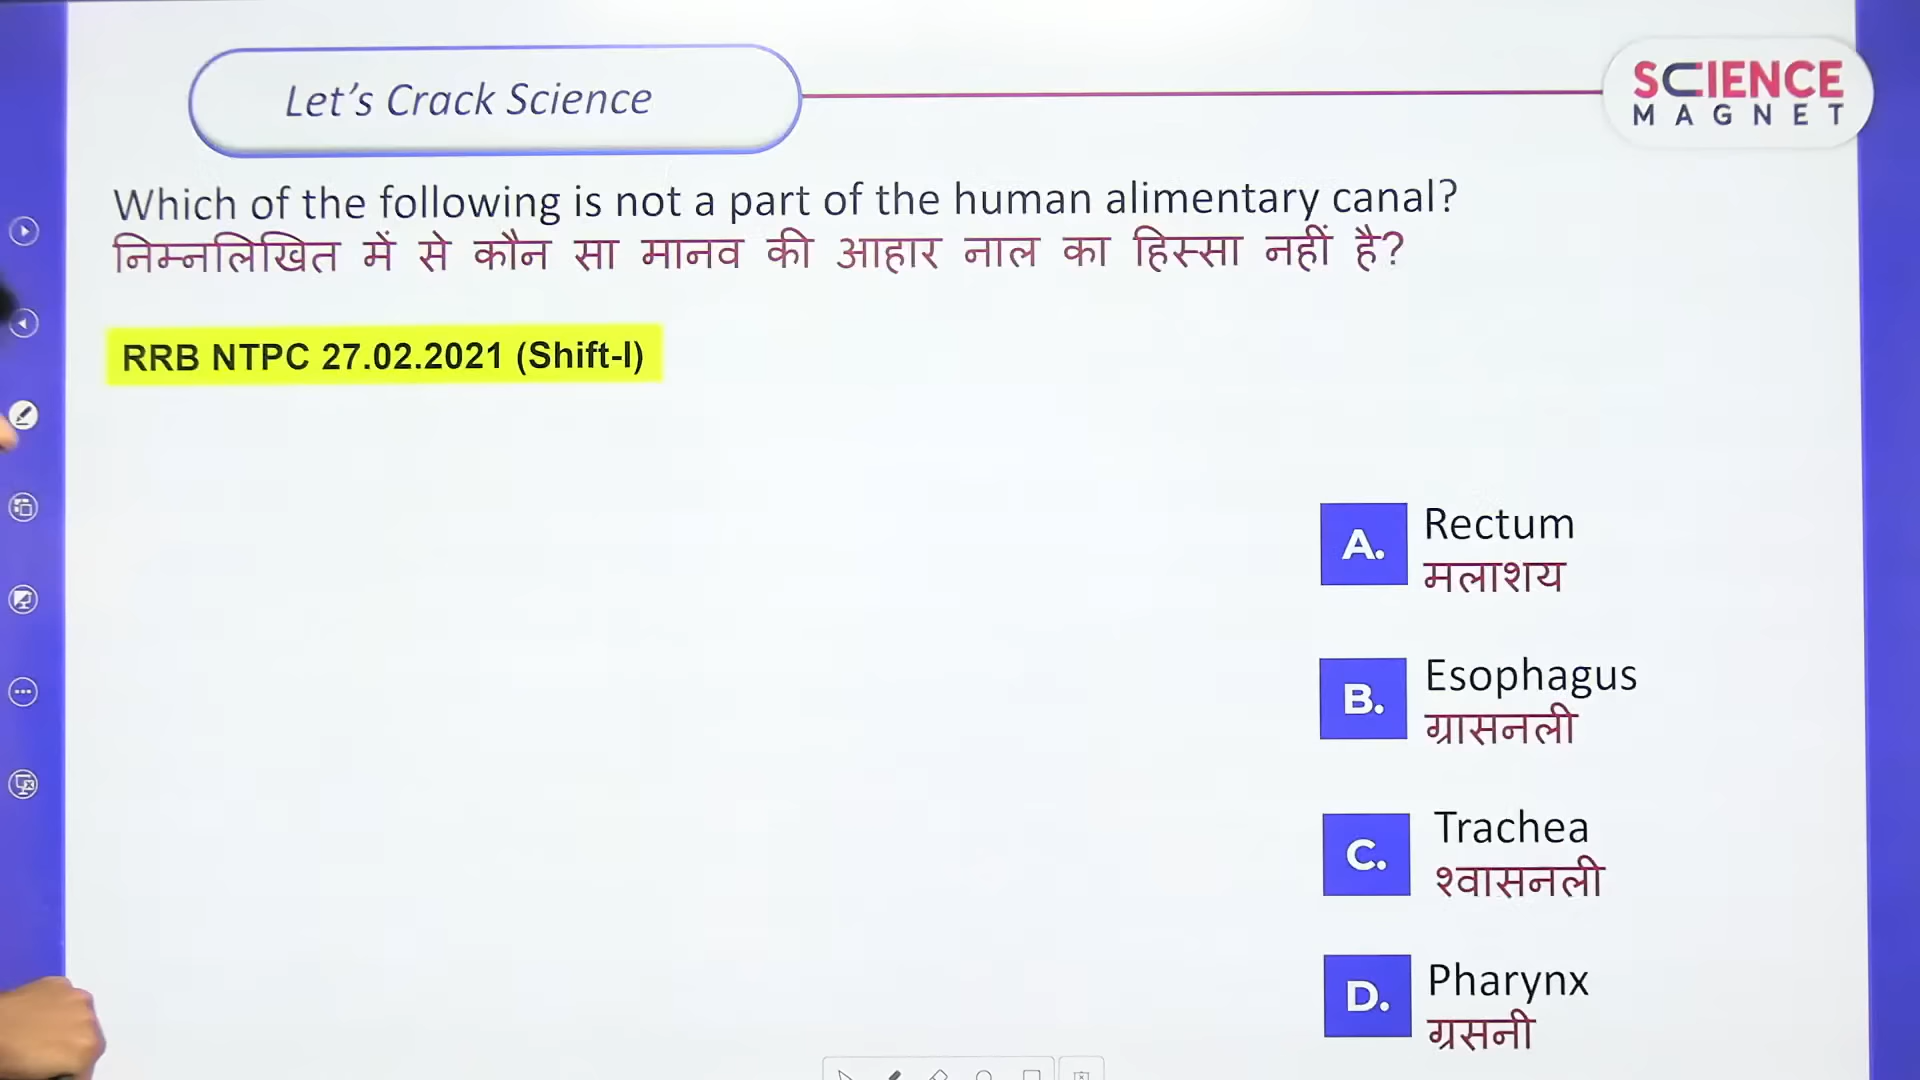 Let's Crack Science
SCIENCE
MAGNET
Which of the following is not a part of the human alimentary canal?
निम्नलिखित में से कौन सा मानव की आहार नाल का हिस्सा नहीं है?
RRB NTPC 27.02.2021 (Shift-I)
A. Rectum
मलाशय
B. Esophagus
ग्रासनली
C. Trachea
श्वासनली
D. Pharynx
ग्रसनी